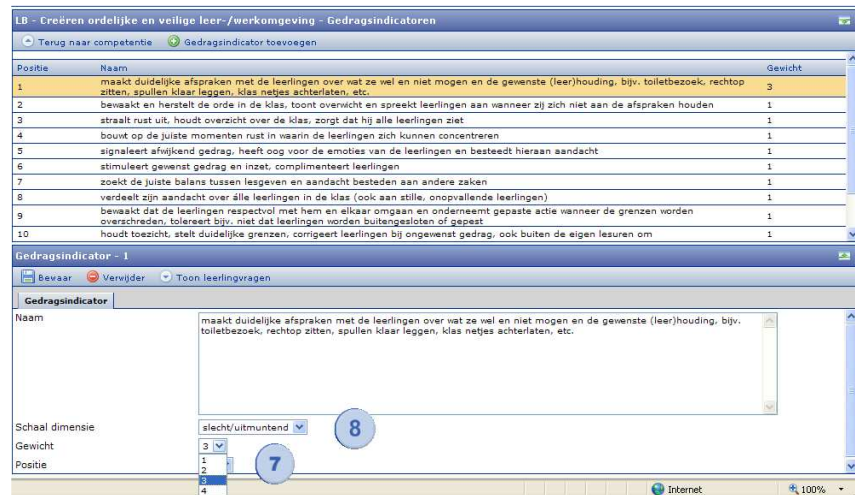 LB - Creëren ordelijke en veilige leer-/werkomgeving - Gedragsindicatoren
Terug naar competentie Gedragsindicator toevoegen
Positie Naam Gewicht
1 maakt duidelijke afspraken met de leerlingen over wat ze wel en niet mogen en de gewenste (leer)houding, bijv. toiletbezoek, rechtop 3
zitten, spullen klaar leggen, klas netjes achterlaten, etc.
2 bewaakt en herstelt de orde in de klas, toont overwicht en spreekt leerlingen aan wanneer zij zich niet aan de afspraken houden 1
3 straalt rust uit, houdt overzicht over de klas, zorgt dat hij alle leerlingen ziet 1
4 bouwt op de juiste momenten rust in waarin de leerlingen zich kunnen concentreren 1
5 signaleert afwijkend gedrag, heeft oog voor de emoties van de leerlingen en besteedt hieraan aandacht 1
6 stimuleert gewenst gedrag en inzet, complimenteert leerlingen 1
7 zoekt de juiste balans tussen lesgeven en aandacht besteden aan andere zaken 1
8 verdeelt zijn aandacht over álle leerlingen in de klas (ook aan stille, onopvallende leerlingen) 1
9 bewaakt dat de leerlingen respectvol met hem en elkaar omgaan en onderneemt gepaste actie wanneer de grenzen worden 1
overschreden, tolereert bijv. niet dat leerlingen worden buitengesloten of gepest
10 houdt toezicht, stelt duidelijke grenzen, corrigeert leerlingen bij ongewenst gedrag, ook buiten de eigen lesuren om 1
Gedragsindicator - 1
Bewaar Verwijder Toon leerlingvragen
Gedragsindicator
Naam maakt duidelijke afspraken met de leerlingen over wat ze wel en niet mogen en de gewenste (leer)houding, bijv.
toiletbezoek, rechtop zitten, spullen klaar leggen, klas netjes achterlaten, etc.
Schaal dimensie slecht/uitmuntend 8
Gewicht 3
Positie 1 7
2
3
4
Internet 100%